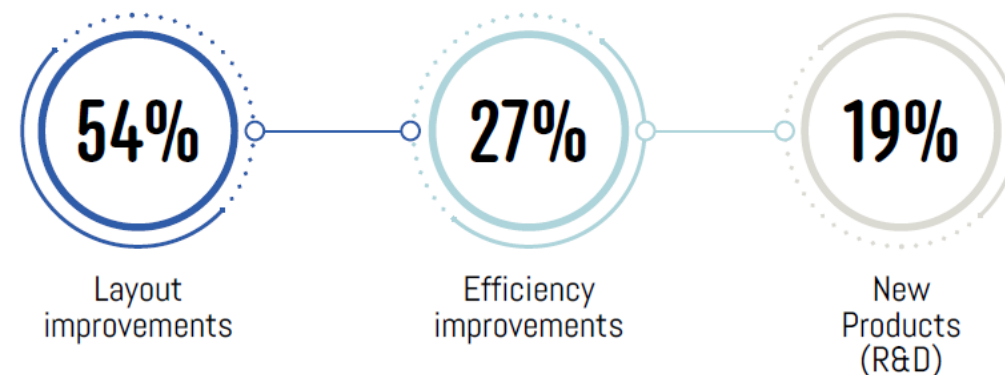 54%
27%
19%
Layout
improvements
Efficiency
improvements
New
Products
(R&D)